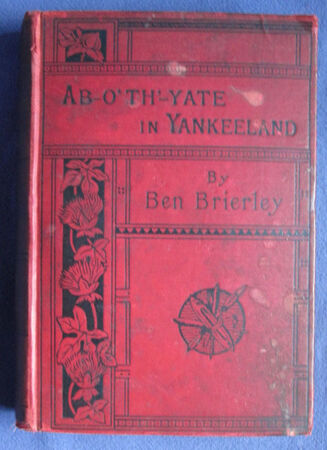 AB-O'TH'-YATE
IN YANKEELAND
By
Ben Brierley